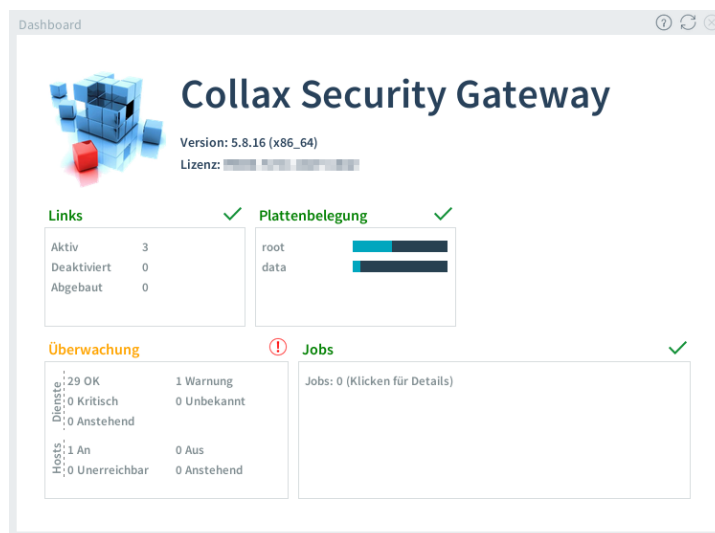 Dashboard
Collax Security Gateway
Version: 5.8.16 (x86_64)
Lizenz:
Links
Plattenbelegung
Aktiv 3
Deaktiviert 0
Abgebaut 0
root
data
Überwachung
Jobs
Dienste
29 OK 1 Warnung
0 Kritisch 0 Unbekannt
0 Anstehend
Hosts
1 An 0 Aus
0 Unerreichbar 0 Anstehend
Jobs: 0 (Klicken für Details)